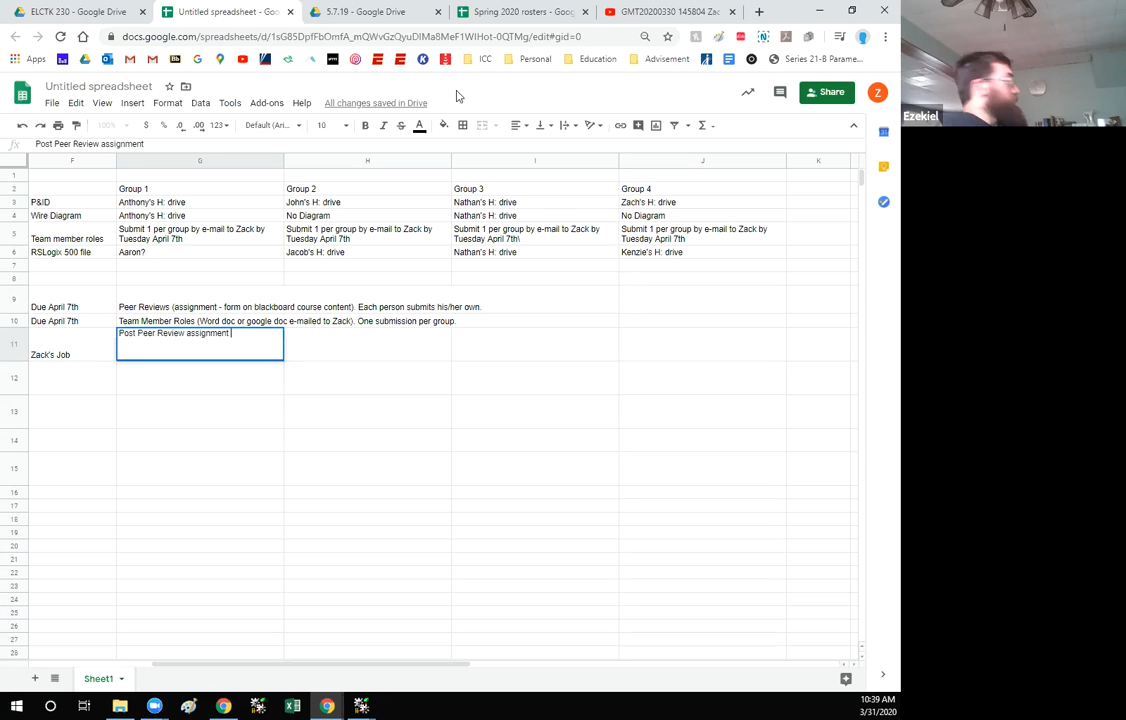 ELCTK 230 - Google Drive
Untitled spreadsheet - Goo
5.7.19 - Google Drive
Spring 2020 rosters - Goog
GMT20200330 145804 Zac
docs.google.com/spreadsheets/d/1sG85DpfFbOmfA_mQWvGzQyuDIMa8MeF1WIHot-0QTMg/edit#gid=0
Apps
ICC
Personal
Education
Advisement
Series 21-B Parame...
Untitled spreadsheet
File Edit View Insert Format Data Tools Add-ons Help All changes saved in Drive
Share
Z
Ezekiel
100% $ % .0 .00 123 Default (Ari... 10 B I S A
fx Post Peer Review assignment
F G H I J K
1
2 Group 1 Group 2 Group 3 Group 4
3 P&ID Anthony's H: drive John's H: drive Nathan's H: drive Zach's H: drive
4 Wire Diagram Anthony's H: drive No Diagram Nathan's H: drive No Diagram
Submit 1 per group by e-mail to Zack by Submit 1 per group by e-mail to Zack by Submit 1 per group by e-mail to Zack by Submit 1 per group by e-mail to Zack by
5 Team member roles Tuesday April 7th Tuesday April 7th Tuesday April 7th\ Tuesday April 7th
6 RSLogix 500 file Aaron? Jacob's H: drive Nathan's H: drive Kenzie's H: drive
7
8
9 Due April 7th Peer Reviews (assignment - form on blackboard course content). Each person submits his/her own.
10 Due April 7th Team Member Roles (Word doc or google doc e-mailed to Zack). One submission per group.
Post Peer Review assignment
11 Zack's Job
12
13
14
15
16
17
18
19
20
21
22
23
24
25
26
27
28
Sheet1
10:39 AM
3/31/2020